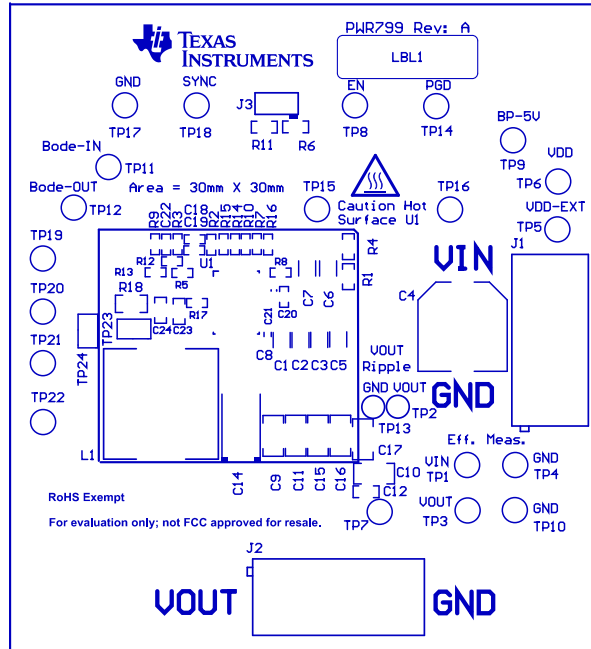 TEXAS
INSTRUMENTS
PWR799 Rev: A
LBL1
GND
SYNC
J3
EN
PGD
TP17
TP18
R11
R6
TP8
TP14
BP-5V
TP9
VDD
TP6
Bode-IN
TP11
Bode-OUT
TP12
Area = 30mm X 30mm
TP15
Caution Hot
Surface U1
TP16
VDD-EXT
TP5
J1
TP19
R9
C22
R3
C18
C19
R2
R15
R14
R10
R7
R16
R4
R12
U1
R13
R5
R8
C7
C6
R1
VIN
C4
TP20
R18
R17
C21
C20
TP23
C24
C23
TP21
TP24
C8
C1
C2
C3
C5
VOUT
Ripple
GND
VOUT
GND
TP2
TP13
TP22
L1
C17
Eff. Meas.
VIN
TP1
GND
TP4
C14
C9
C11
C15
C16
C10
C12
TP7
VOUT
TP3
GND
TP10
RoHS Exempt
For evaluation only; not FCC approved for resale.
J2
VOUT
GND